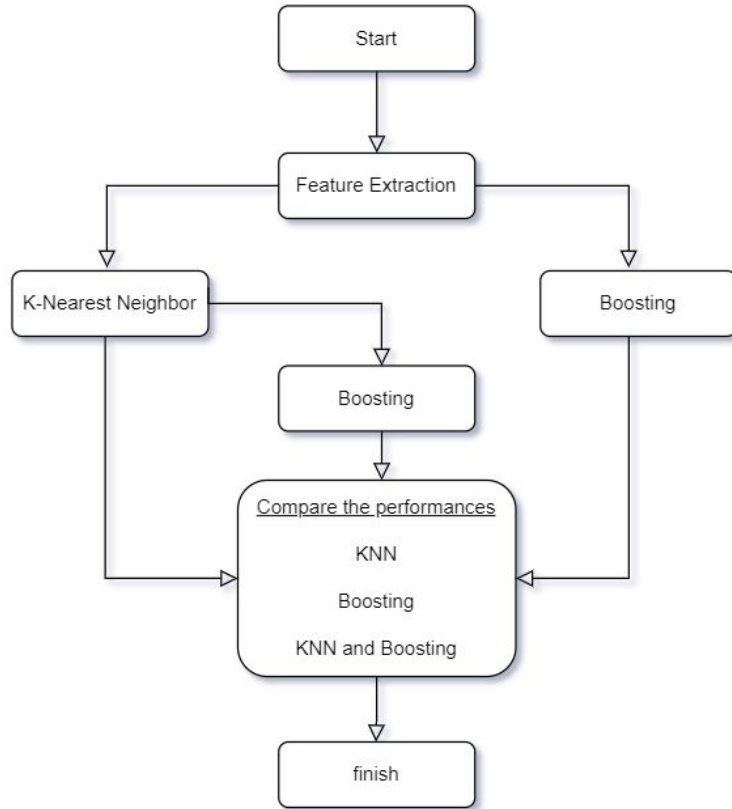 Start
Feature Extraction
K-Nearest Neighbor
Boosting
Boosting
Compare the performances
KNN
Boosting
KNN and Boosting
finish